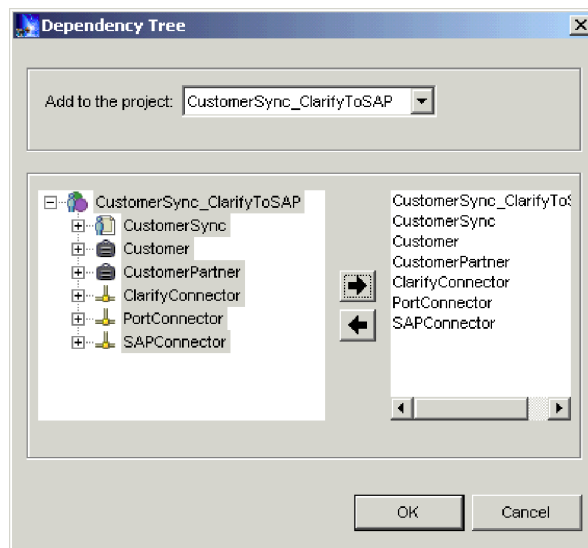 Dependency Tree
Add to the project: CustomerSync_ClarifyToSAP
CustomerSync_ClarifyToSAP
CustomerSync
Customer
CustomerPartner
ClarifyConnector
PortConnector
SAPConnector
CustomerSync_ClarifyToS
CustomerSync
Customer
CustomerPartner
ClarifyConnector
PortConnector
SAPConnector
OK Cancel